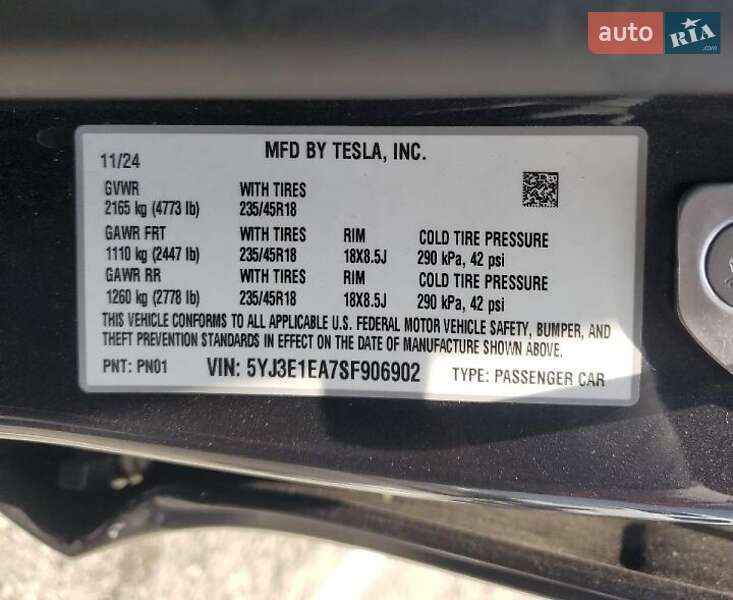 auto RIA.com
11/24 MFD BY TESLA, INC.
GVWR WITH TIRES
2165 kg (4773 lb) 235/45R18
GAWR FRT WITH TIRES RIM COLD TIRE PRESSURE
1110 kg (2447 lb) 235/45R18 18X8.5J 290 kPa, 42 psi
GAWR RR WITH TIRES RIM COLD TIRE PRESSURE
1260 kg (2778 lb) 235/45R18 18X8.5J 290 kPa, 42 psi
THIS VEHICLE CONFORMS TO ALL APPLICABLE U.S. FEDERAL MOTOR VEHICLE SAFETY, BUMPER, AND
THEFT PREVENTION STANDARDS IN EFFECT ON THE DATE OF MANUFACTURE SHOWN ABOVE.
PNT: PN01 VIN: 5YJ3E1EA7SF906902 TYPE: PASSENGER CAR